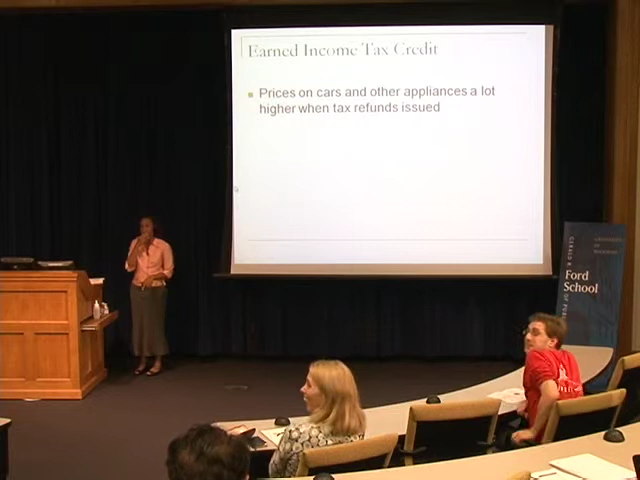 Earned Income Tax Credit
Prices on cars and other appliances a lot
higher when tax refunds issued
Ford
School